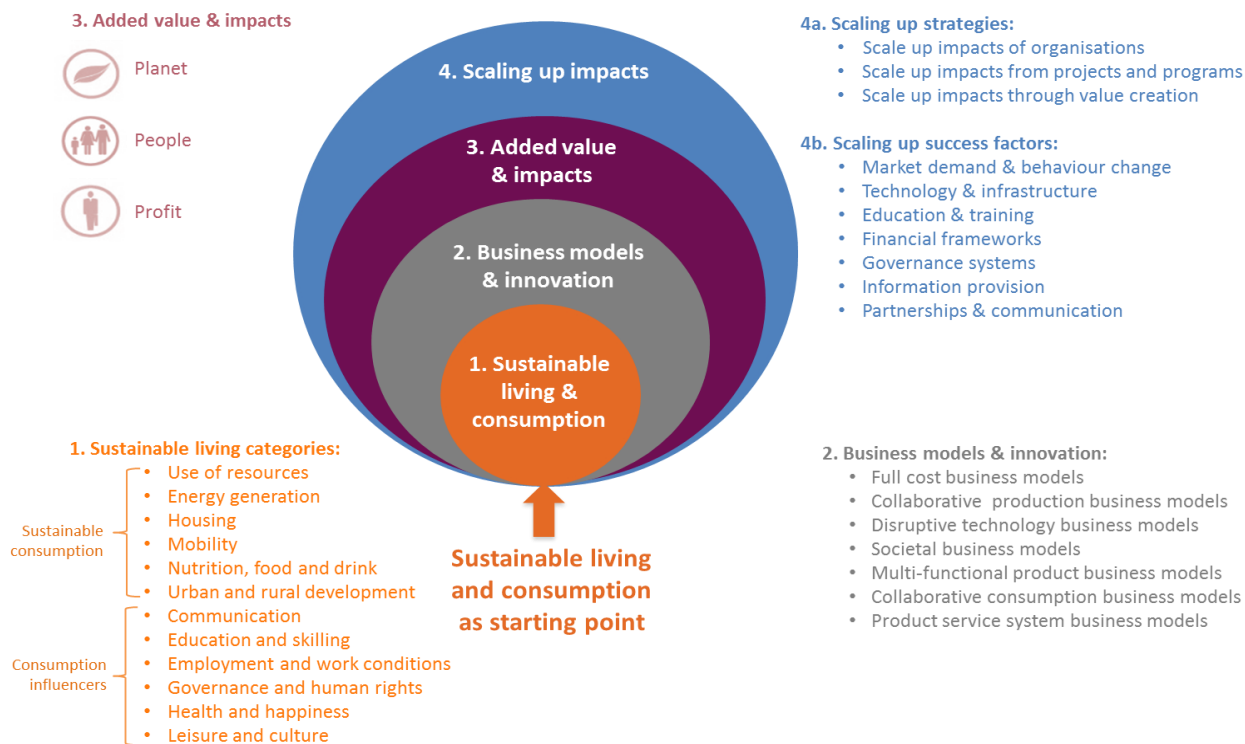 3. Added value & impacts
Planet
People
Profit
4. Scaling up impacts
3. Added value
& impacts
2. Business models
& innovation
1. Sustainable
living &
consumption
Sustainable living
and consumption
as starting point
4a. Scaling up strategies:
• Scale up impacts of organisations
• Scale up impacts from projects and programs
• Scale up impacts through value creation
4b. Scaling up success factors:
• Market demand & behaviour change
• Technology & infrastructure
• Education & training
• Financial frameworks
• Governance systems
• Information provision
• Partnerships & communication
1. Sustainable living categories:
Sustainable
consumption
• Use of resources
• Energy generation
• Housing
• Mobility
• Nutrition, food and drink
• Urban and rural development
Consumption
influencers
• Communication
• Education and skilling
• Employment and work conditions
• Governance and human rights
• Health and happiness
• Leisure and culture
2. Business models & innovation:
• Full cost business models
• Collaborative production business models
• Disruptive technology business models
• Societal business models
• Multi-functional product business models
• Collaborative consumption business models
• Product service system business models